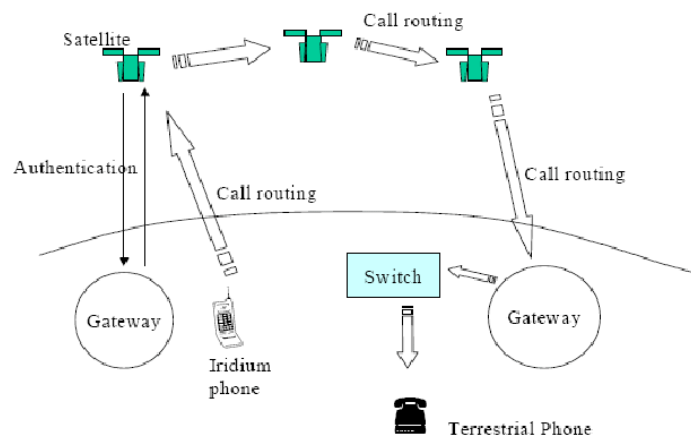 Call routing
Satellite
Authentication
Call routing
Call routing
Gateway
Iridium
phone
Switch
Gateway
Terrestrial Phone